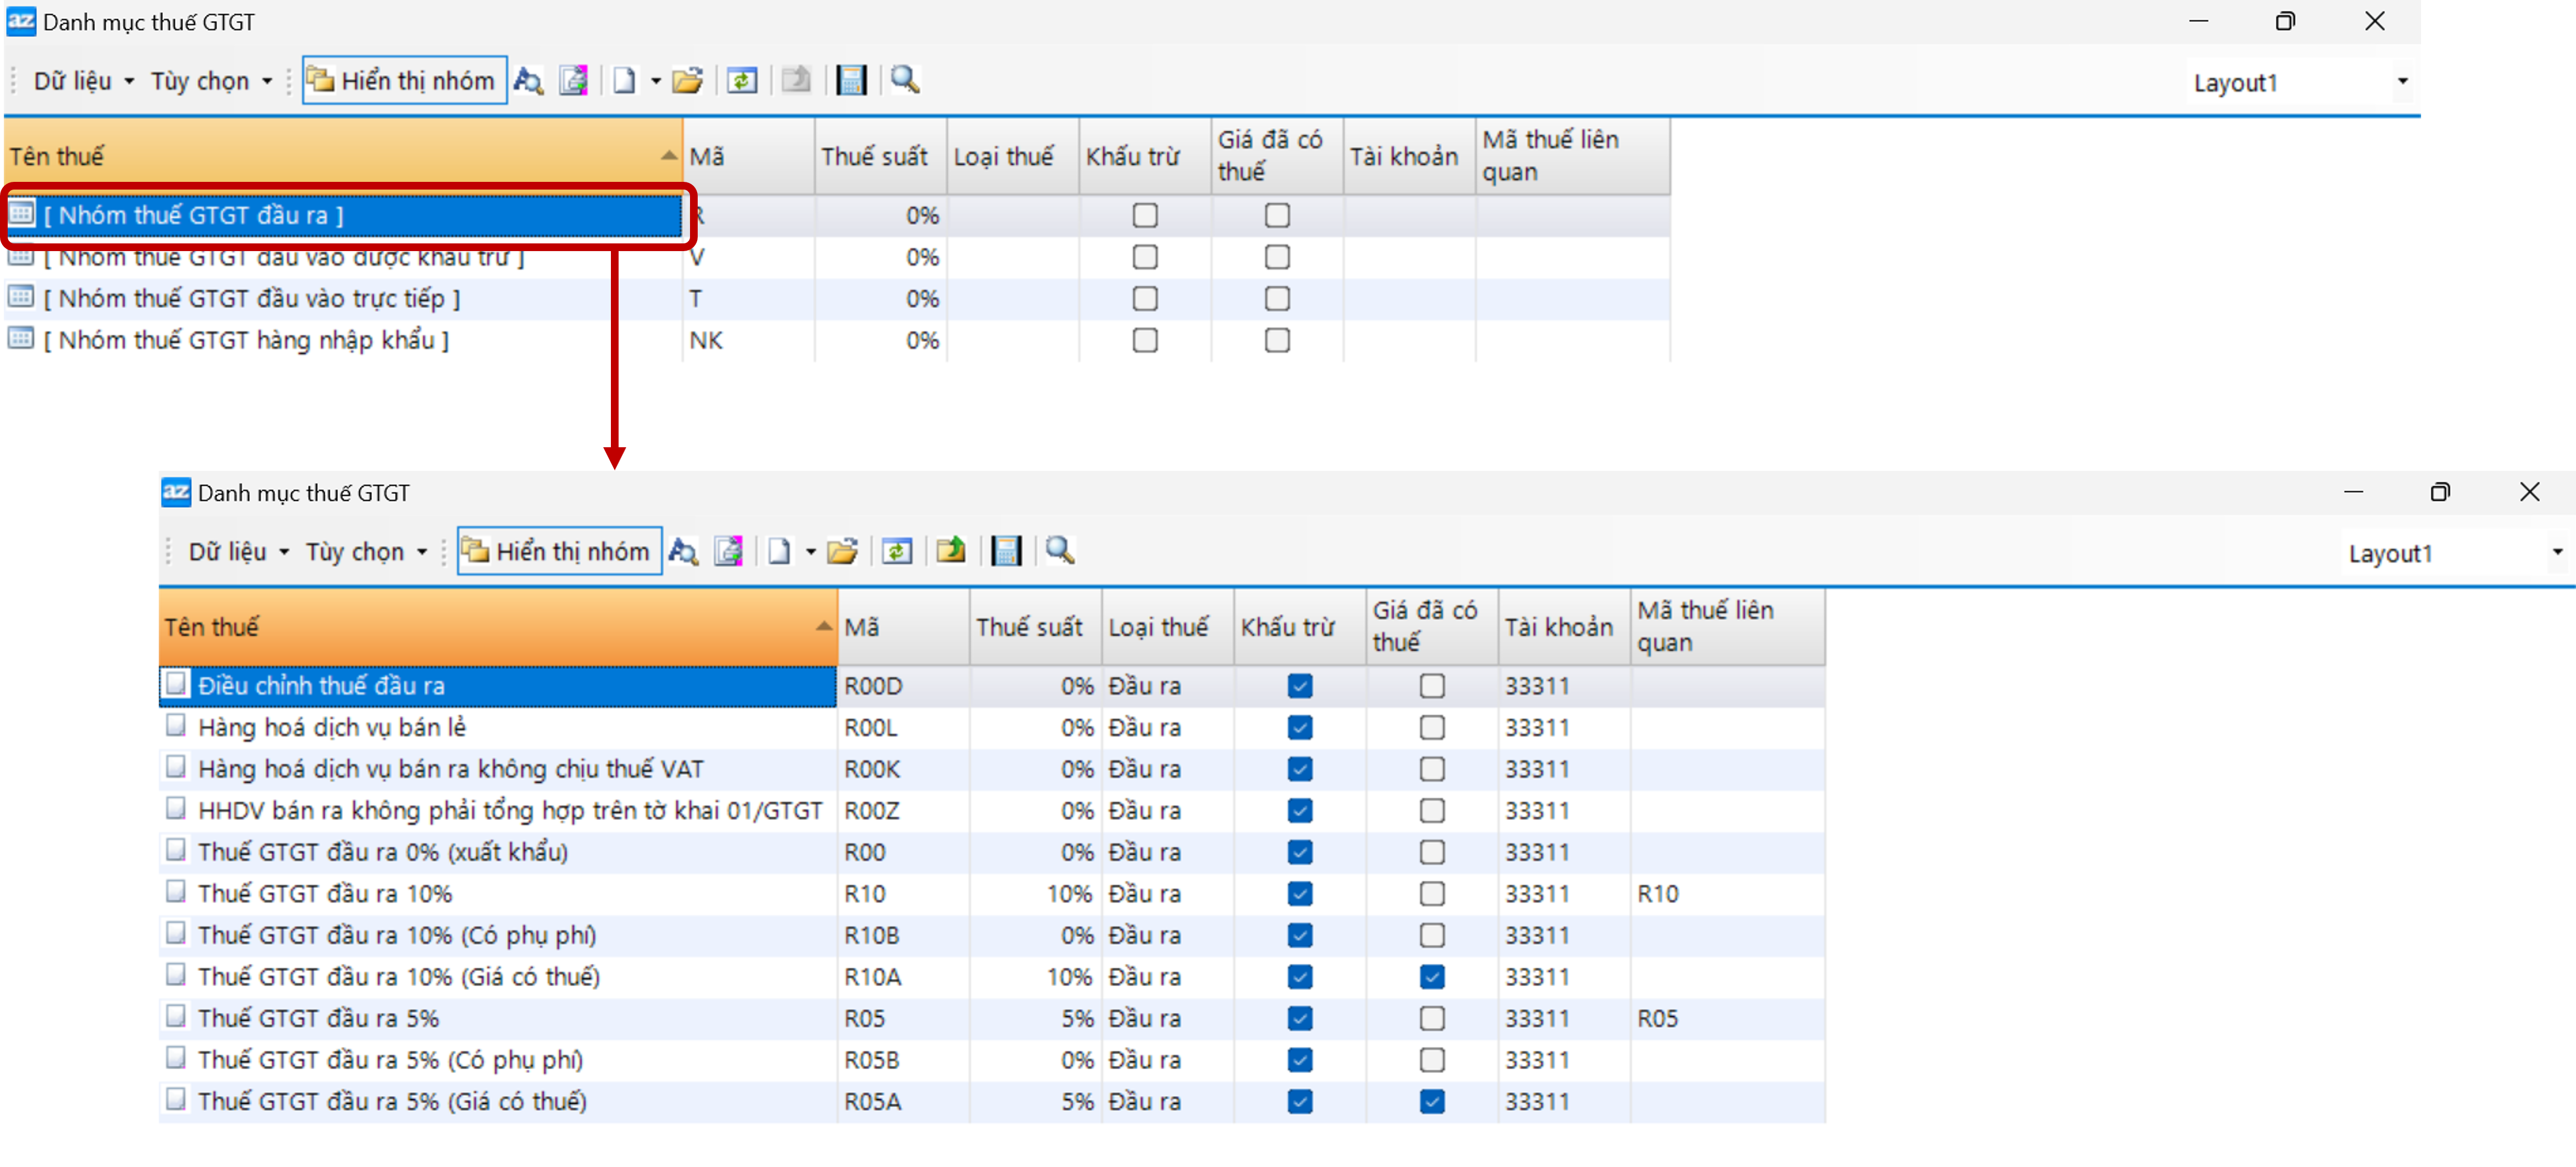 az Danh mục thuế GTGT
Dữ liệu Tùy chọn Hiển thị nhóm Layout1
Tên thuế Mã Thuế suất Loại thuế Khấu trừ Giá đã có thuế Tài khoản Mã thuế liên quan
[ Nhóm thuế GTGT đầu ra ] R 0%
[ Nhóm thuế GTGT đầu vào được khấu trừ ] V 0%
[ Nhóm thuế GTGT đầu vào trực tiếp ] T 0%
[ Nhóm thuế GTGT hàng nhập khẩu ] NK 0%
az Danh mục thuế GTGT
Dữ liệu Tùy chọn Hiển thị nhóm Layout1
Tên thuế Mã Thuế suất Loại thuế Khấu trừ Giá đã có thuế Tài khoản Mã thuế liên quan
Điều chỉnh thuế đầu ra R00D 0% Đầu ra 33311
Hàng hoá dịch vụ bán lẻ R00L 0% Đầu ra 33311
Hàng hoá dịch vụ bán ra không chịu thuế VAT R00K 0% Đầu ra 33311
HHDV bán ra không phải tổng hợp trên tờ khai 01/GTGT R00Z 0% Đầu ra 33311
Thuế GTGT đầu ra 0% (xuất khẩu) R00 0% Đầu ra 33311
Thuế GTGT đầu ra 10% R10 10% Đầu ra 33311 R10
Thuế GTGT đầu ra 10% (Có phụ phí) R10B 0% Đầu ra 33311
Thuế GTGT đầu ra 10% (Giá có thuế) R10A 10% Đầu ra 33311
Thuế GTGT đầu ra 5% R05 5% Đầu ra 33311 R05
Thuế GTGT đầu ra 5% (Có phụ phí) R05B 0% Đầu ra 33311
Thuế GTGT đầu ra 5% (Giá có thuế) R05A 5% Đầu ra 33311